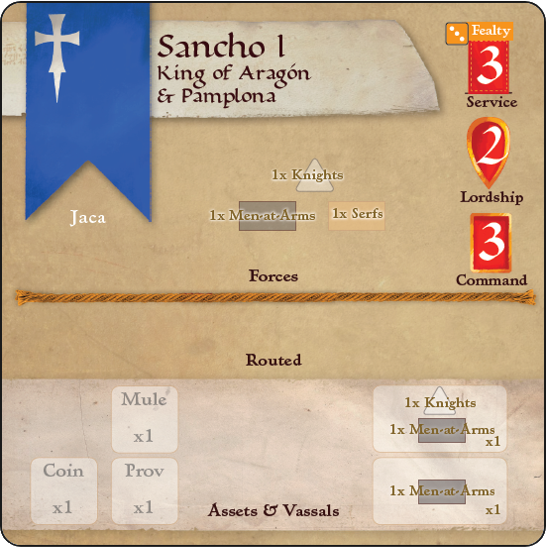 Sancho I
King of Aragón
& Pamplona
Fealty
3
Service
2
Lordship
3
Command
Jaca
1x Knights
1x Men-at-Arms
1x Serfs
Forces
Routed
Mule
x1
Coin
x1
Prov
x1
1x Knights
1x Men-at-Arms
x1
1x Men-at-Arms
x1
Assets & Vassals